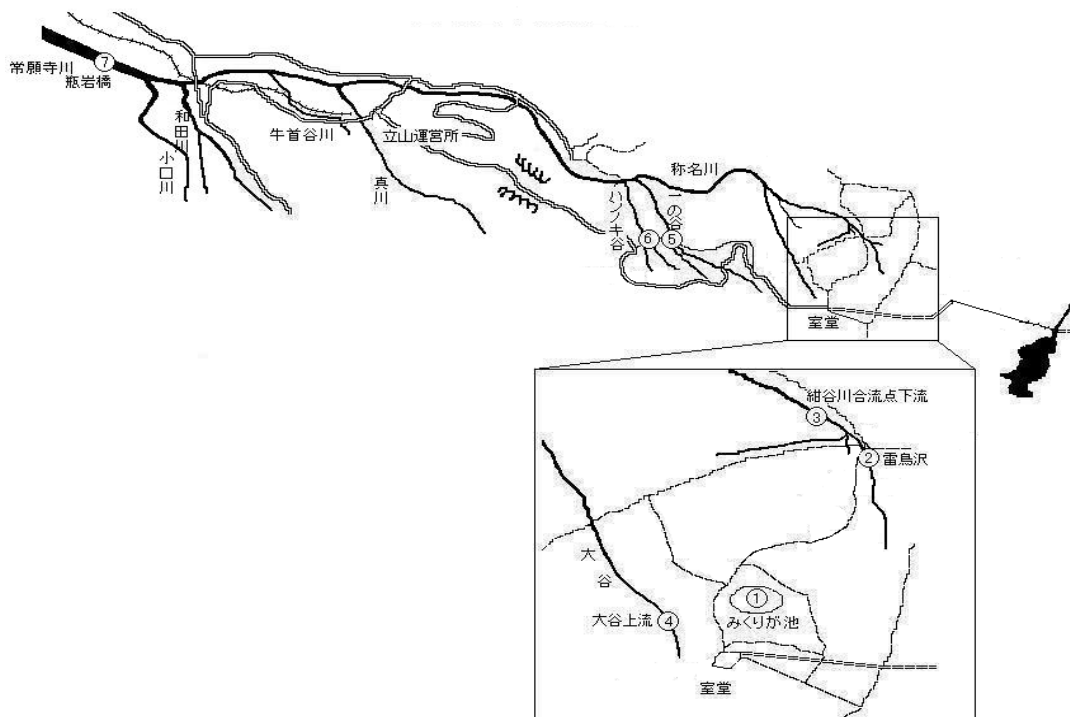 常願寺川
⑦
瓶岩橋
和田川
小口川
牛首谷川
立山運営所
真川
称名川
一の谷
ハンノキ谷
⑥
⑤
室堂
紺谷川合流点下流
③
②
雷鳥沢
大谷
①
みくりが池
大谷上流
④
室堂